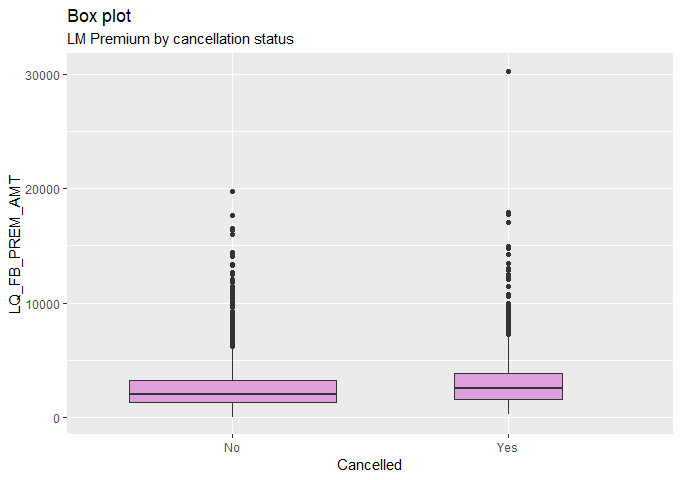 Box plot
LM Premium by cancellation status
30000
20000
10000
0
LQ_FB_PREM_AMT
No
Yes
Cancelled